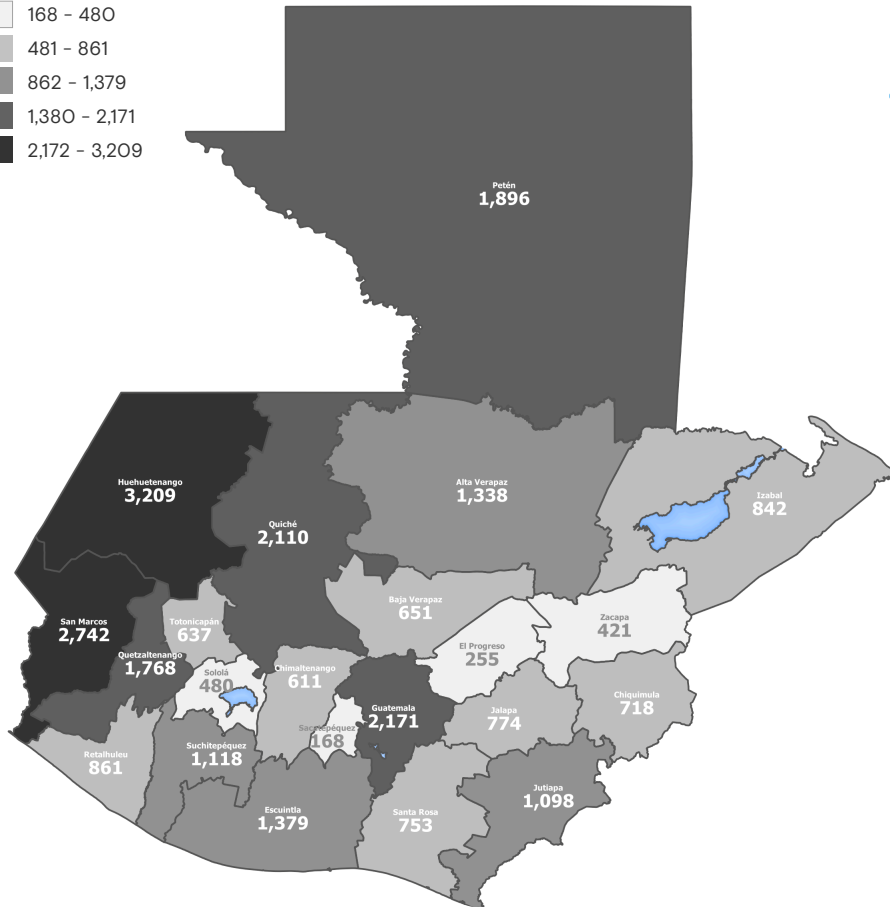 168 - 480
481 - 861
862 - 1,379
1,380 - 2,171
2,172 - 3,209
Petén
1,896
Huehuetenango
3,209
Quiché
2,110
Alta Verapaz
1,338
Izabal
842
San Marcos
2,742
Totonicapán
637
Baja Verapaz
651
Zacapa
421
Quetzaltenango
1,768
El Progreso
255
Sololá
480
Chimaltenango
611
Sacatepéquez
168
Guatemala
2,171
Jalapa
774
Chiquimula
718
Retalhuleu
861
Suchitepéquez
1,118
Escuintla
1,379
Santa Rosa
753
Jutiapa
1,098